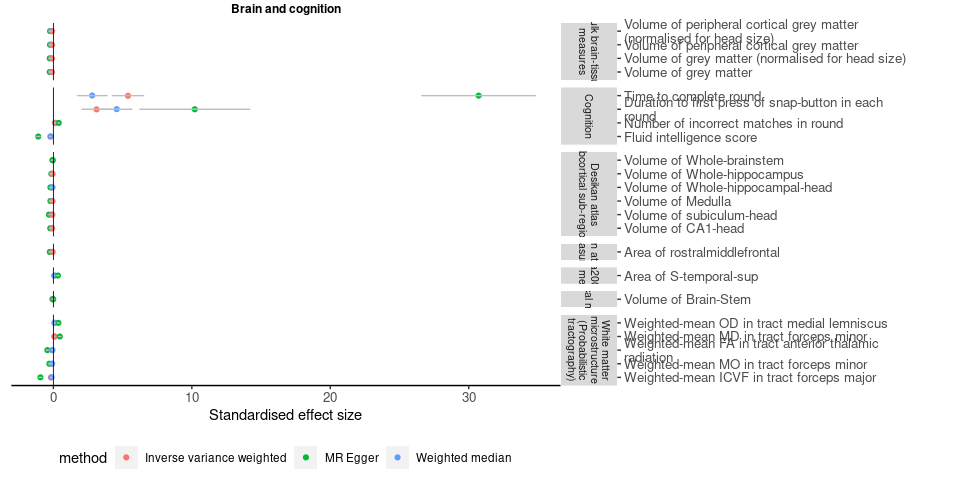 Brain and cognition
Volume of peripheral cortical grey matter
(normalised for head size)
Volume of peripheral cortical grey matter
Volume of grey matter (normalised for head size)
Volume of grey matter
measures
Time to complete round
Duration to first press of snap-button in each
round
Number of incorrect matches in round
Fluid intelligence score
Cognition
Volume of Whole-brainstem
Volume of Whole-hippocampus
Volume of Whole-hippocampal-head
Volume of Medulla
Volume of subiculum-head
Volume of CA1-head
Desikan atlas
Area of rostralmiddlefrontal
Area of S-temporal-sup
Volume of Brain-Stem
Weighted-mean OD in tract medial lemniscus
Weighted-mean MD in tract forceps minor
Weighted-mean FA in tract anterior thalamic
radiation
Weighted-mean MO in tract forceps minor
Weighted-mean ICVF in tract forceps major
White matter
microstructure
(Probabilistic
tractography)
0 10 20 30
Standardised effect size
method Inverse variance weighted MR Egger Weighted median